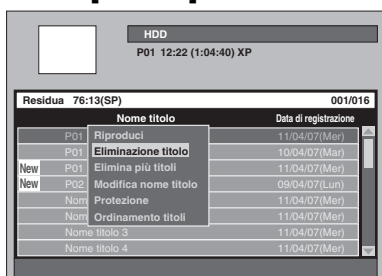 HDD
P01 12:22 (1:04:40) XP
Residua 76:13(SP) 001/016
Nome titolo Data di registrazione
P01 Riproduci 11/04/07(Mer)
P01 Eliminazione titolo 10/04/07(Mar)
New P01 Elimina più titoli 11/04/07(Mer)
New P02 Modifica nome titolo 09/04/07(Lun)
Nom Protezione 11/04/07(Mer)
Nom Ordinamento titoli 11/04/07(Mer)
Nome titolo 3 11/04/07(Mer)
Nome titolo 4 11/04/07(Mer)